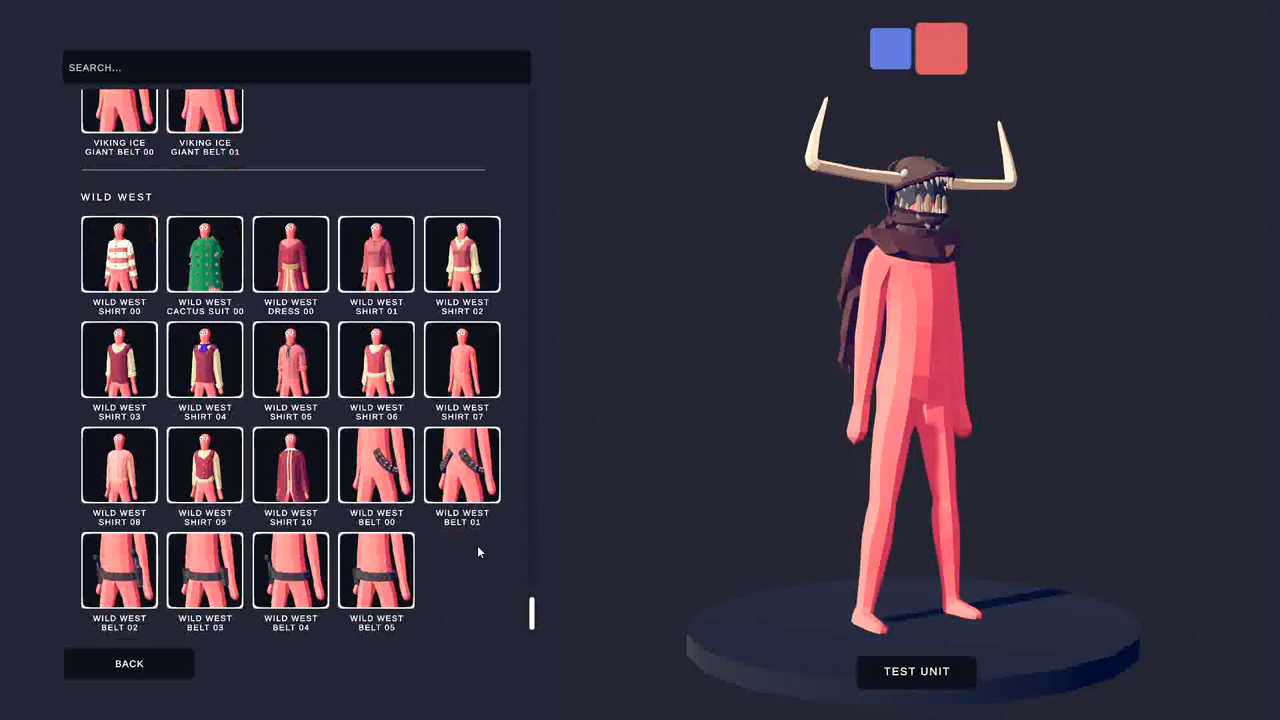 SEARCH...
VIKING ICE
GIANT BELT 00
VIKING ICE
GIANT BELT 01
WILD WEST
WILD WEST
SHIRT 00
WILD WEST
CACTUS SUIT 00
WILD WEST
DRESS 00
WILD WEST
SHIRT 01
WILD WEST
SHIRT 02
WILD WEST
SHIRT 03
WILD WEST
SHIRT 04
WILD WEST
SHIRT 05
WILD WEST
SHIRT 06
WILD WEST
SHIRT 07
WILD WEST
SHIRT 08
WILD WEST
SHIRT 09
WILD WEST
SHIRT 10
WILD WEST
BELT 00
WILD WEST
BELT 01
WILD WEST
BELT 02
WILD WEST
BELT 03
WILD WEST
BELT 04
WILD WEST
BELT 05
BACK
TEST UNIT